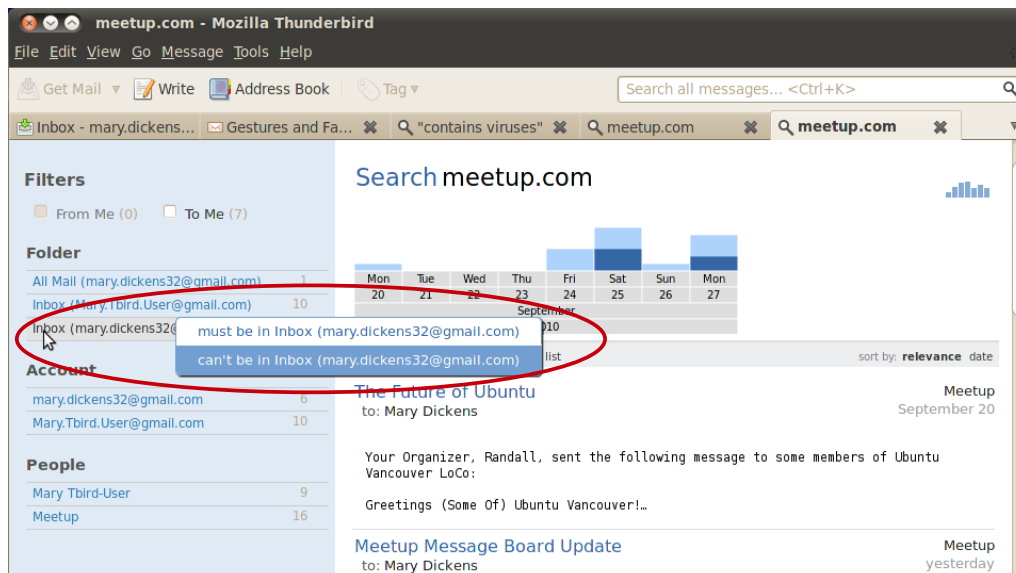 meetup.com - Mozilla Thunderbird
File Edit View Go Message Tools Help
Get Mail Write Address Book Tag Search all messages... <Ctrl+K>
Inbox - mary.dickens... Gestures and Fa... "contains viruses" meetup.com meetup.com
Filters
From Me (0) To Me (7)
Folder
All Mail (mary.dickens32@gmail.com) 1
Inbox (Mary.Tbird.User@gmail.com) 10
Inbox (mary.dickens32@
must be in Inbox (mary.dickens32@gmail.com)
can't be in Inbox (mary.dickens32@gmail.com)
Account
mary.dickens32@gmail.com 6
Mary.Tbird.User@gmail.com 10
People
Mary Tbird-User 9
Meetup 16
Search meetup.com
Mon Tue Wed Thu Fri Sat Sun Mon
20 21 22 23 24 25 26 27
September
010
list sort by: relevance date
The Future of Ubuntu Meetup
to: Mary Dickens September 20
Your Organizer, Randall, sent the following message to some members of Ubuntu
Vancouver LoCo:
Greetings (Some Of) Ubuntu Vancouver!…
Meetup Message Board Update Meetup
to: Mary Dickens yesterday